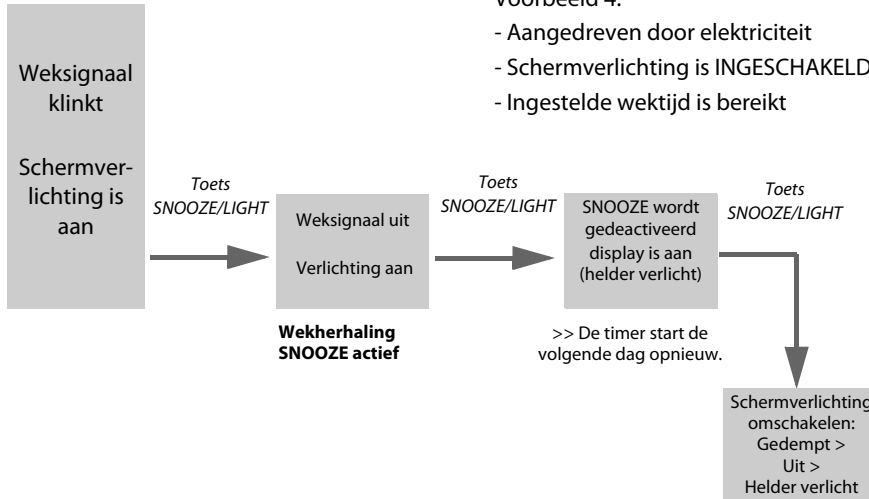 Voorbeeld 4:
- Aangedreven door elektriciteit
- Schermverlichting is INGESCHAKELD
- Ingestelde wektijd is bereikt
Weksignaal
klinkt
Schermver-
lichting is
aan
Toets
SNOOZE/LIGHT
Weksignaal uit
Verlichting aan
Wekherhaling
SNOOZE actief
Toets
SNOOZE/LIGHT
SNOOZE wordt
gedeactiveerd
display is aan
(helder verlicht)
>> De timer start de
volgende dag opnieuw.
Toets
SNOOZE/LIGHT
Schermverlichting
omschakelen:
Gedempt >
Uit >
Helder verlicht